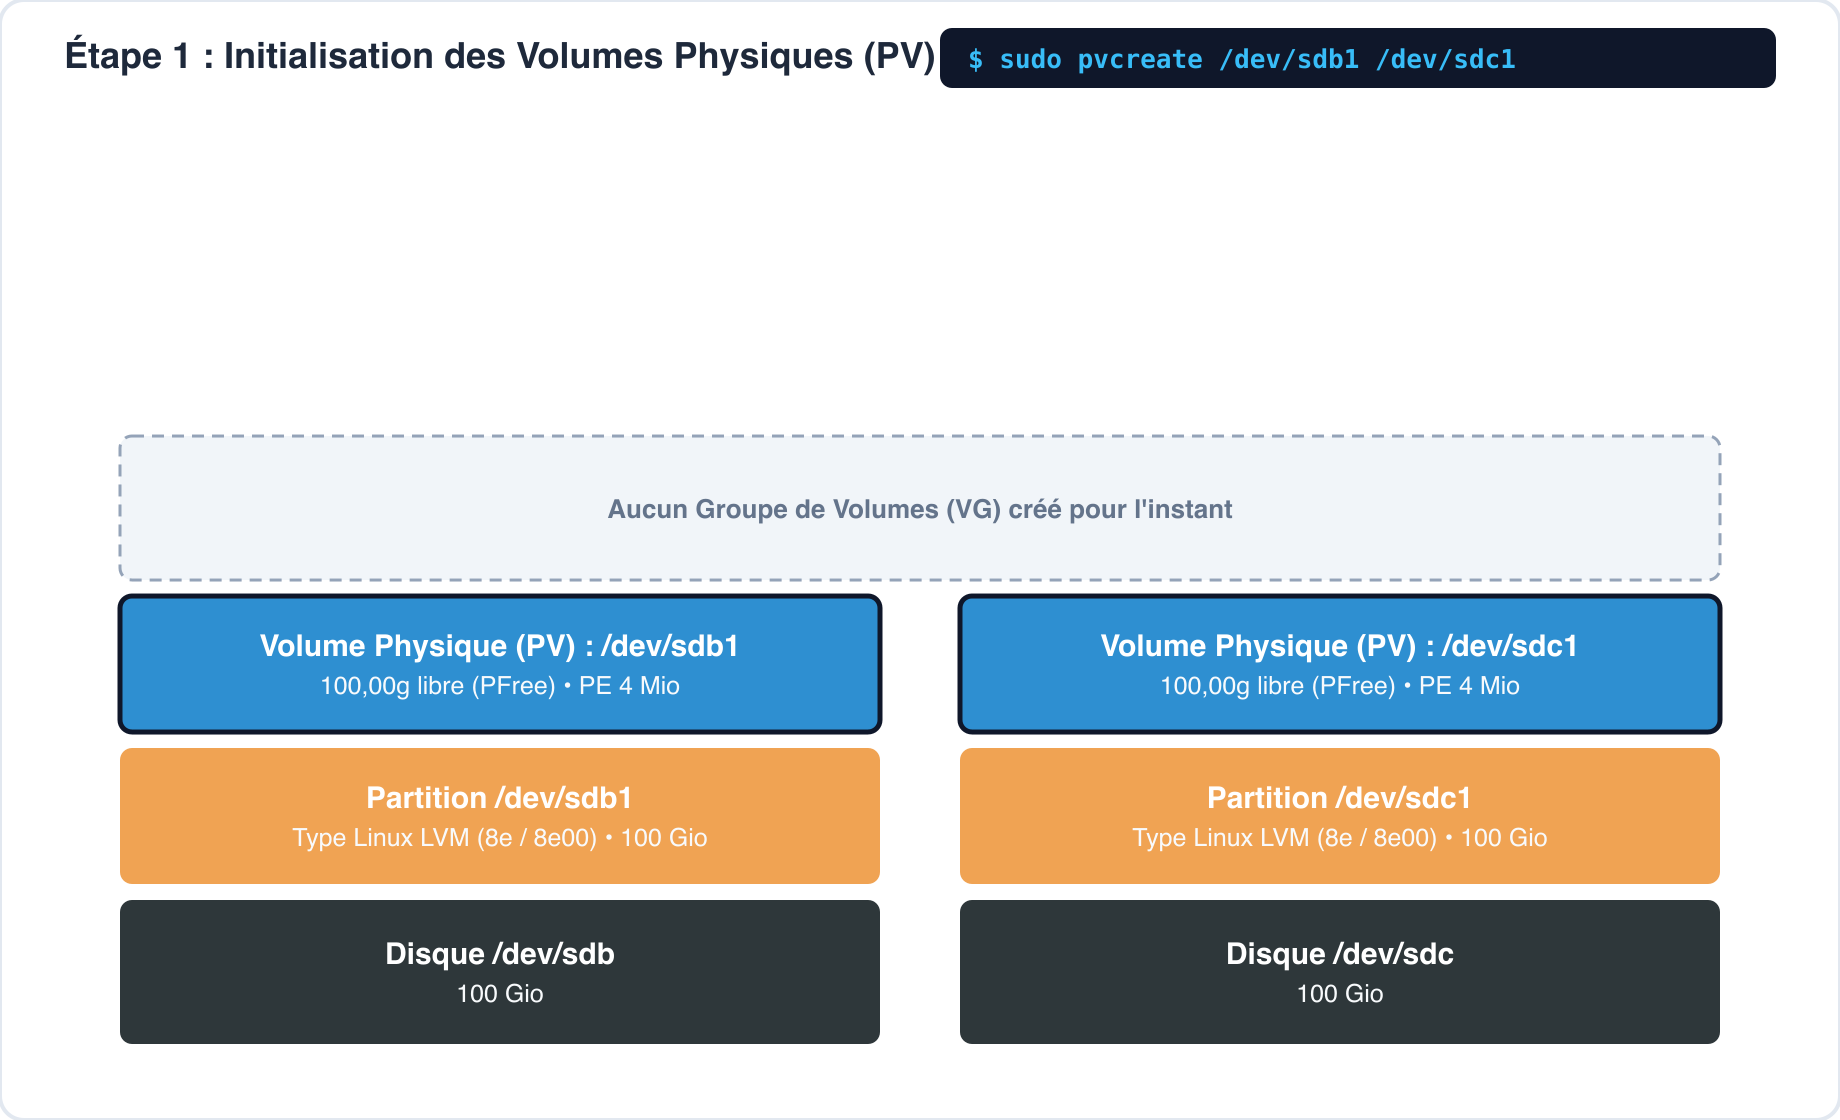 Étape 1 : Initialisation des Volumes Physiques (PV)
$ sudo pvcreate /dev/sdb1 /dev/sdc1
Aucun Groupe de Volumes (VG) créé pour l'instant
Volume Physique (PV) : /dev/sdb1
100,00g libre (PFree) • PE 4 Mio
Volume Physique (PV) : /dev/sdc1
100,00g libre (PFree) • PE 4 Mio
Partition /dev/sdb1
Type Linux LVM (8e / 8e00) • 100 Gio
Partition /dev/sdc1
Type Linux LVM (8e / 8e00) • 100 Gio
Disque /dev/sdb
100 Gio
Disque /dev/sdc
100 Gio